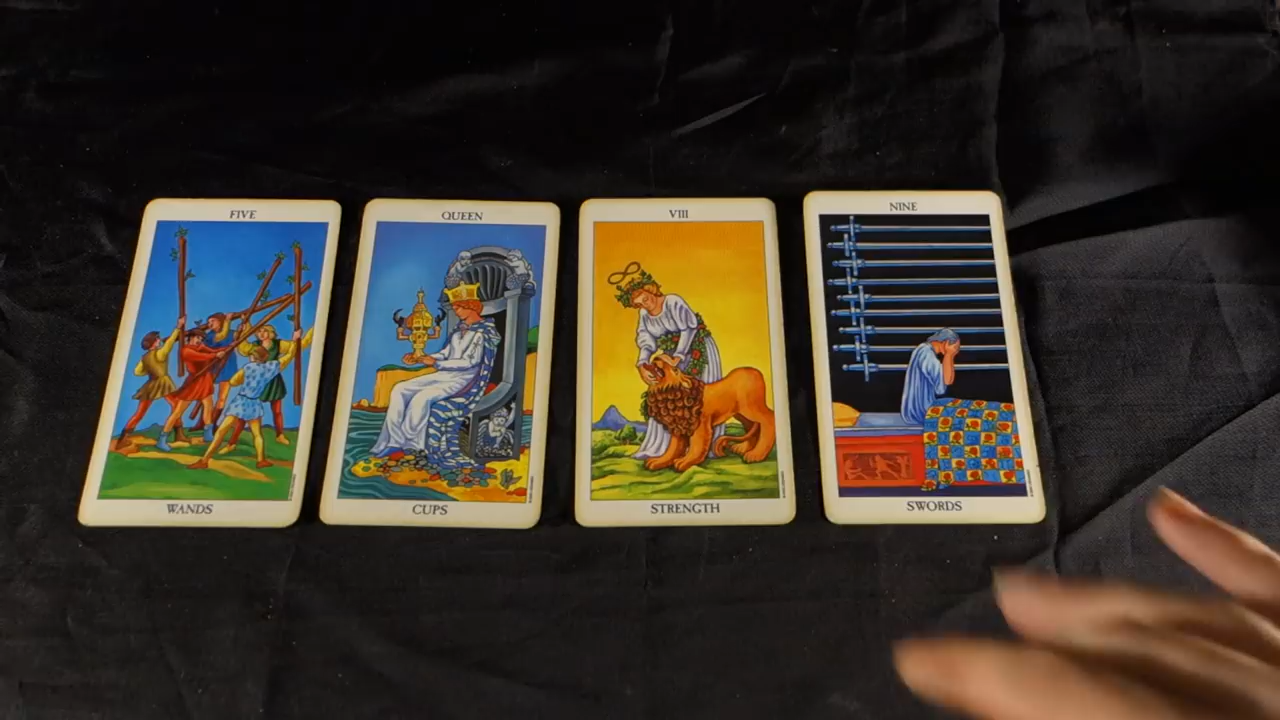 FIVE
WANDS
QUEEN
CUPS
VIII
STRENGTH
NINE
SWORDS